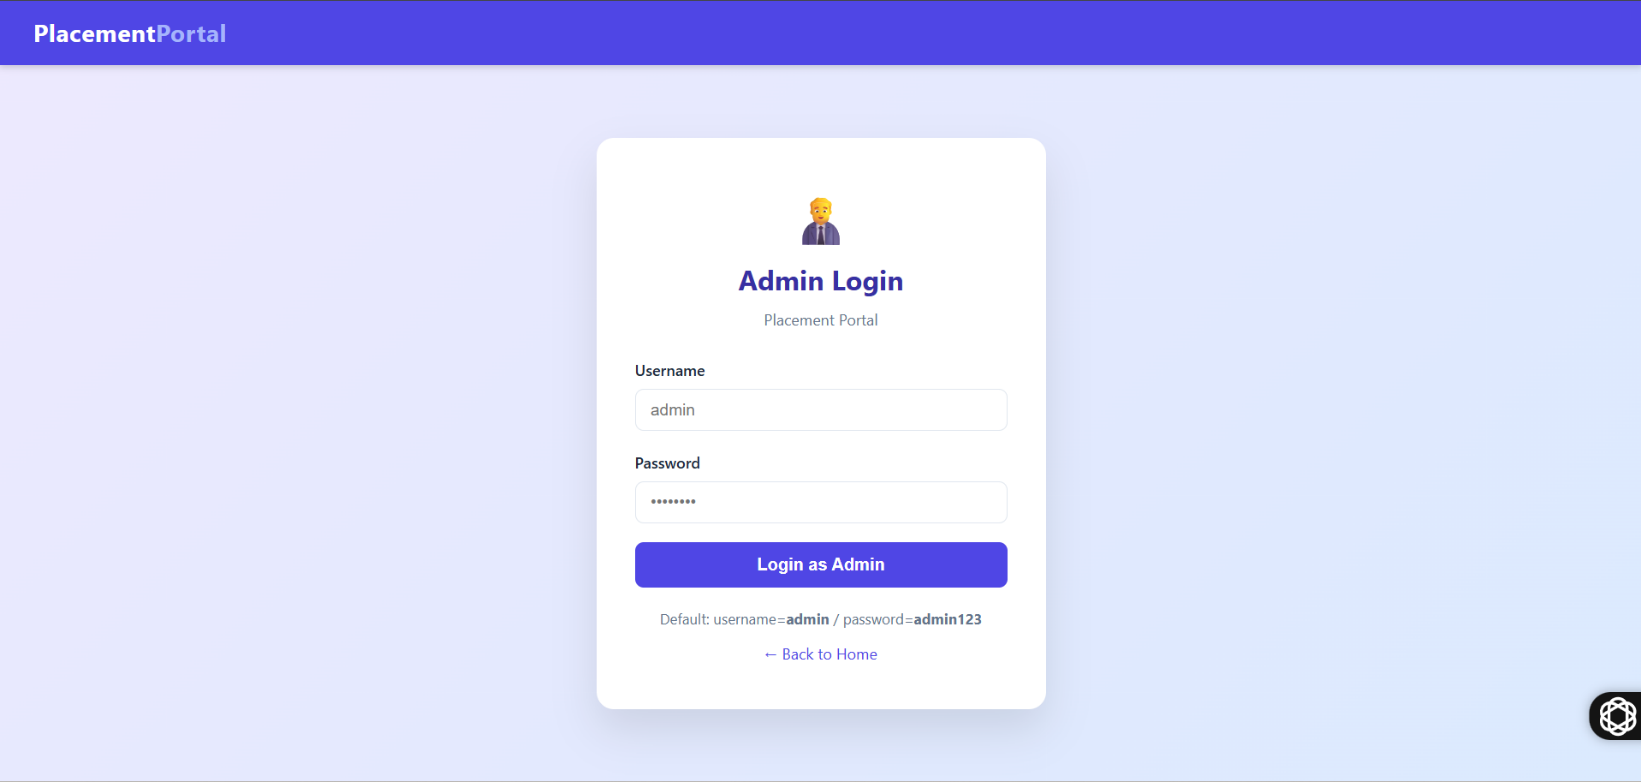 PlacementPortal
Admin Login
Placement Portal
Username
admin
Password
••••••••
Login as Admin
Default: username=admin / password=admin123
← Back to Home